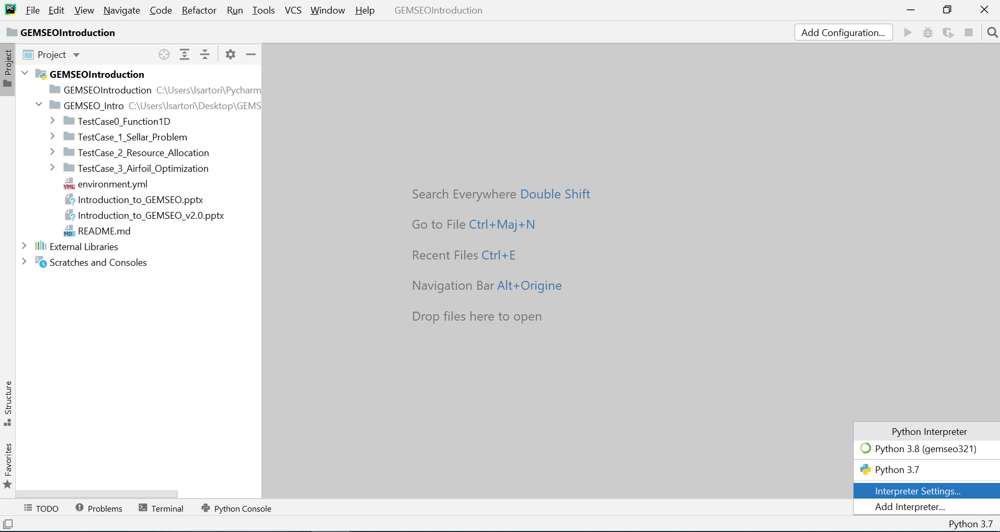 PC File Edit View Navigate Code Refactor Run Tools VCS Window Help GEMSEOIntroduction
GEMSEOIntroduction Add Configuration...
Project
Project
GEMSEOIntroduction
GEMSEOIntroduction C:\Users\lsartori\Pycharm
GEMSEO_Intro C:\Users\lsartori\Desktop\GEMS
TestCase0_Function1D
TestCase_1_Sellar_Problem
TestCase_2_Resource_Allocation
TestCase_3_Airfoil_Optimization
YML environment.yml
Introduction_to_GEMSEO.pptx
Introduction_to_GEMSEO_v2.0.pptx
MD README.md
External Libraries
Scratches and Consoles
Search Everywhere Double Shift
Go to File Ctrl+Maj+N
Recent Files Ctrl+E
Navigation Bar Alt+Origine
Drop files here to open
Structure
Favorites
Python Interpreter
Python 3.8 (gemseo321)
Python 3.7
Interpreter Settings...
Add Interpreter...
TODO Problems Terminal Python Console
Python 3.7